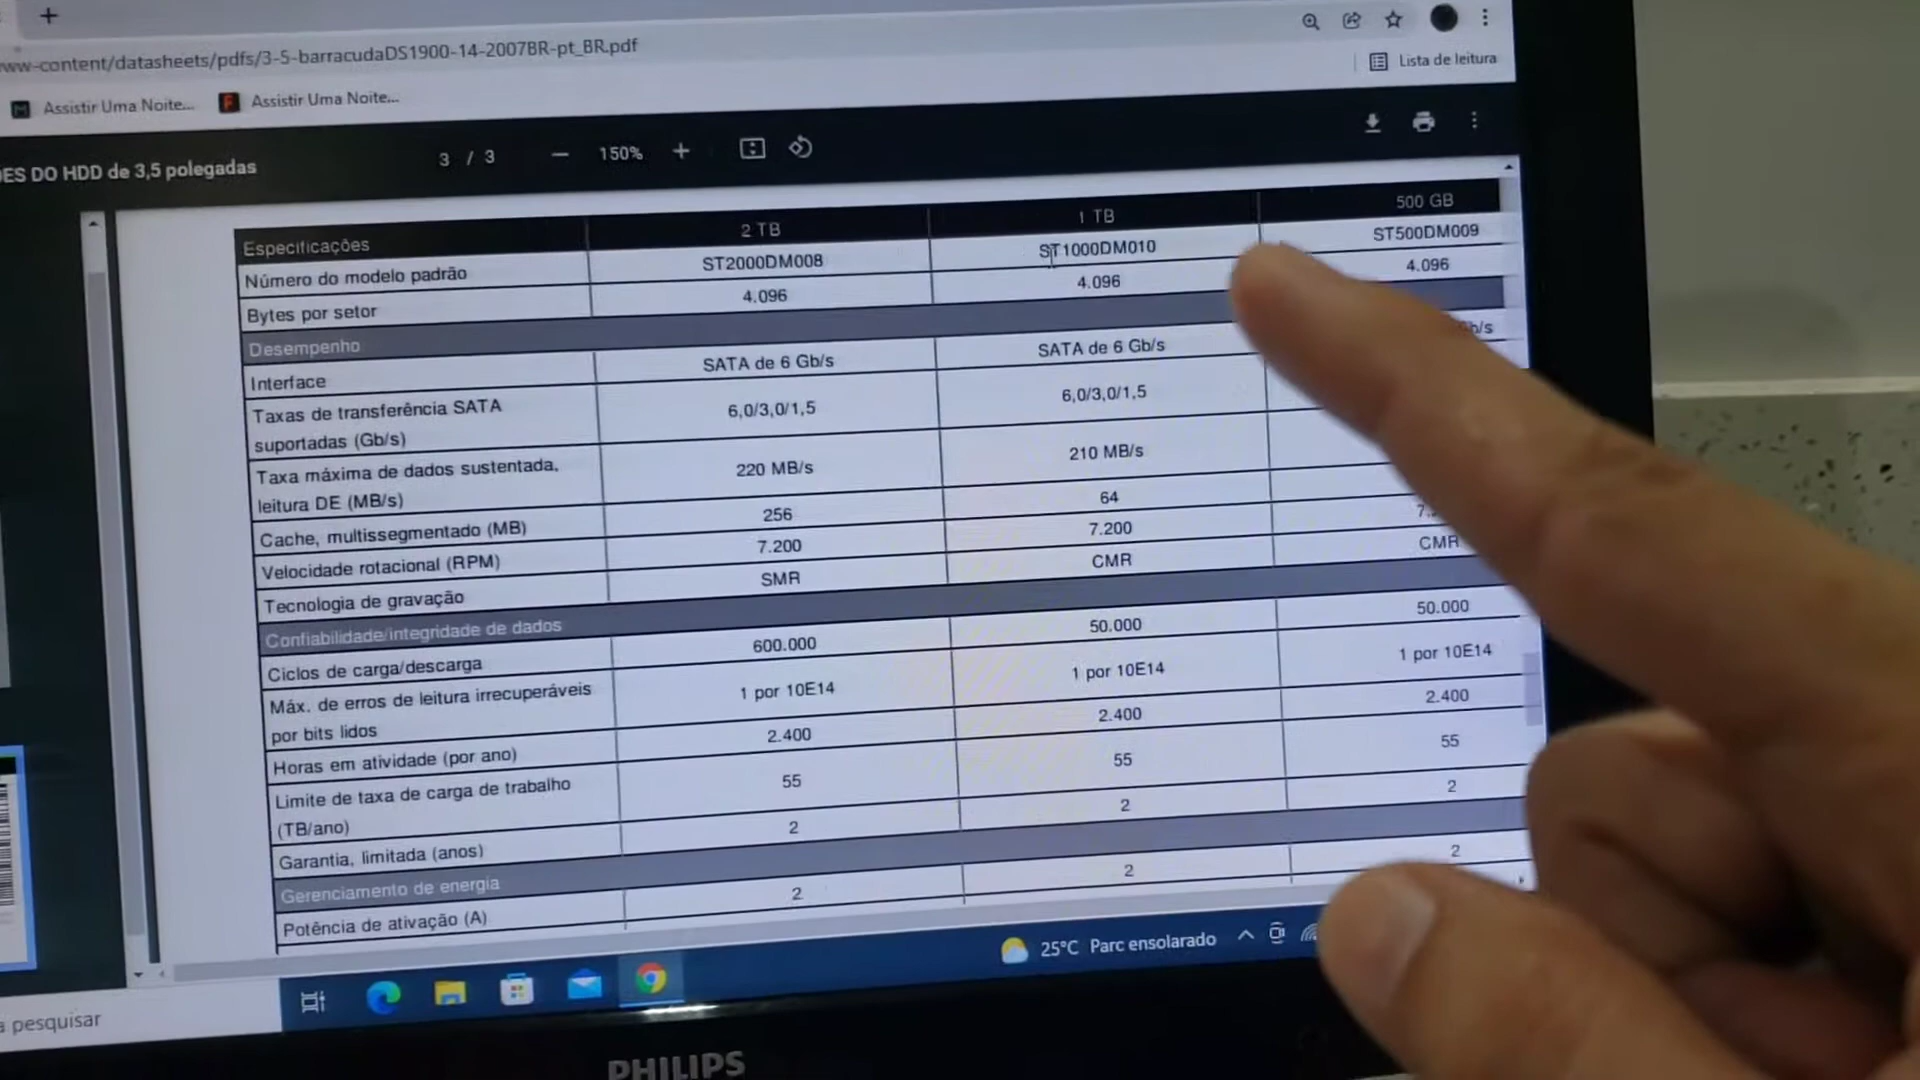 ww-content/datasheets/pdfs/3-5-barracudaDS1900-14-2007BR-pt_BR.pdf
Lista de leitura
Assistir Uma Noite... Assistir Uma Noite...
ES DO HDD de 3,5 polegadas 3 / 3 150%
Especificações 2 TB 1 TB 500 GB
Número do modelo padrão ST2000DM008 ST1000DM010 ST500DM009
Bytes por setor 4.096 4.096 4.096
Desempenho
Interface SATA de 6 Gb/s SATA de 6 Gb/s b/s
Taxas de transferência SATA
suportadas (Gb/s) 6,0/3,0/1,5 6,0/3,0/1,5
Taxa máxima de dados sustentada,
leitura DE (MB/s) 220 MB/s 210 MB/s
Cache, multissegmentado (MB) 256 64
Velocidade rotacional (RPM) 7.200 7.200 7.
Tecnologia de gravação SMR CMR CMR
Confiabilidade/integridade de dados
Ciclos de carga/descarga 600.000 50.000 50.000
Máx. de erros de leitura irrecuperáveis
por bits lidos 1 por 10E14 1 por 10E14 1 por 10E14
Horas em atividade (por ano) 2.400 2.400 2.400
Limite de taxa de carga de trabalho
(TB/ano) 55 55 55
Garantia, limitada (anos) 2 2 2
Gerenciamento de energia
Potência de ativação (A) 2 2 2
25°C Parc ensolarado
a pesquisar
PHILIPS